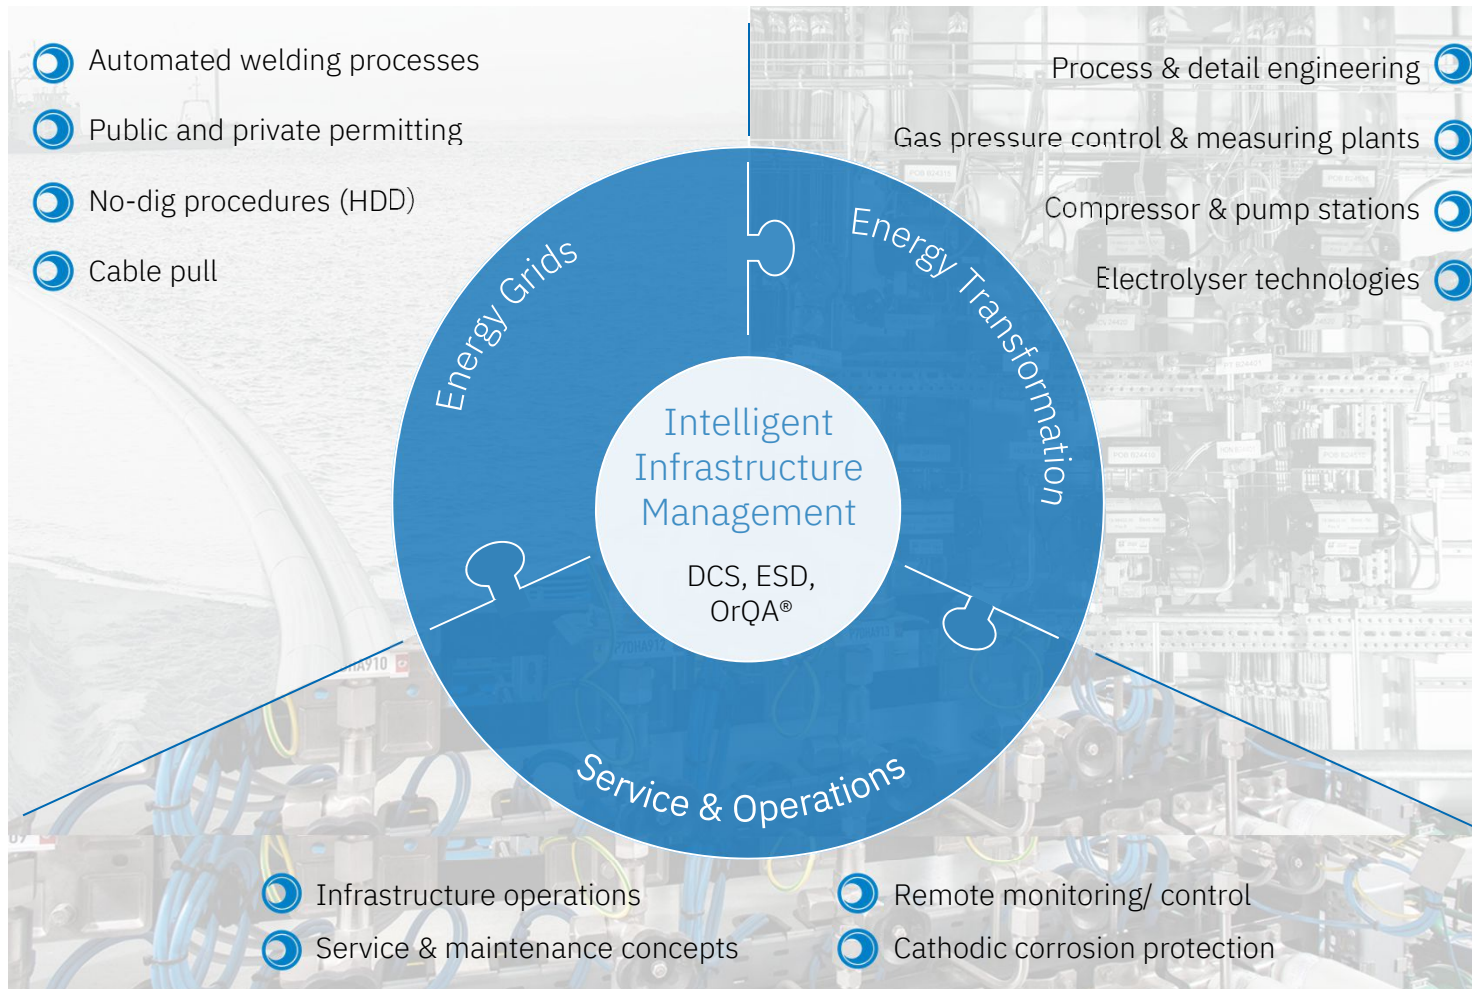 Automated welding processes
Public and private permitting
No-dig procedures (HDD)
Cable pull
Process & detail engineering
Gas pressure control & measuring plants
Compressor & pump stations
Electrolyser technologies
Energy Grids
Energy Transformation
Intelligent
Infrastructure
Management
DCS, ESD,
OrQA®
Service & Operations
Infrastructure operations
Service & maintenance concepts
Remote monitoring/ control
Cathodic corrosion protection